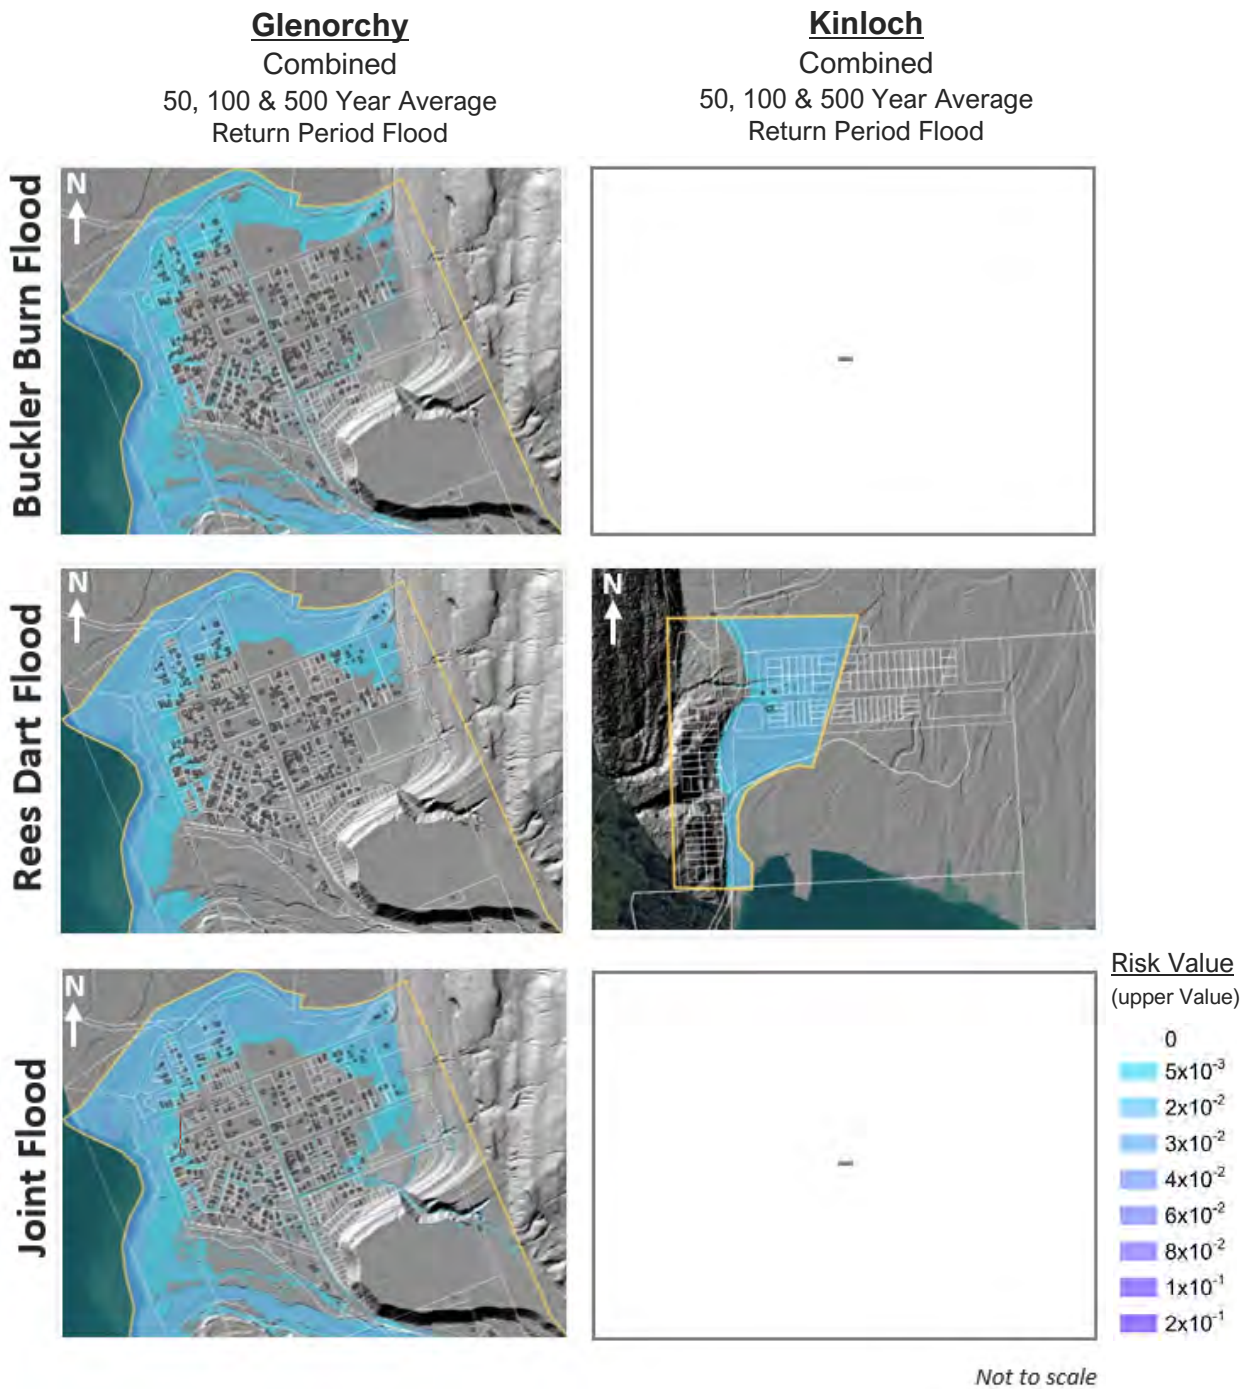 Glenorchy
Combined
50, 100 & 500 Year Average
Return Period Flood
Kinloch
Combined
50, 100 & 500 Year Average
Return Period Flood
Buckler Burn Flood
N
-
Rees Dart Flood
N
N
Joint Flood
N
-
Risk Value
(upper Value)
0
5x10⁻³
2x10⁻²
3x10⁻²
4x10⁻²
6x10⁻²
8x10⁻²
1x10⁻¹
2x10⁻¹
Not to scale